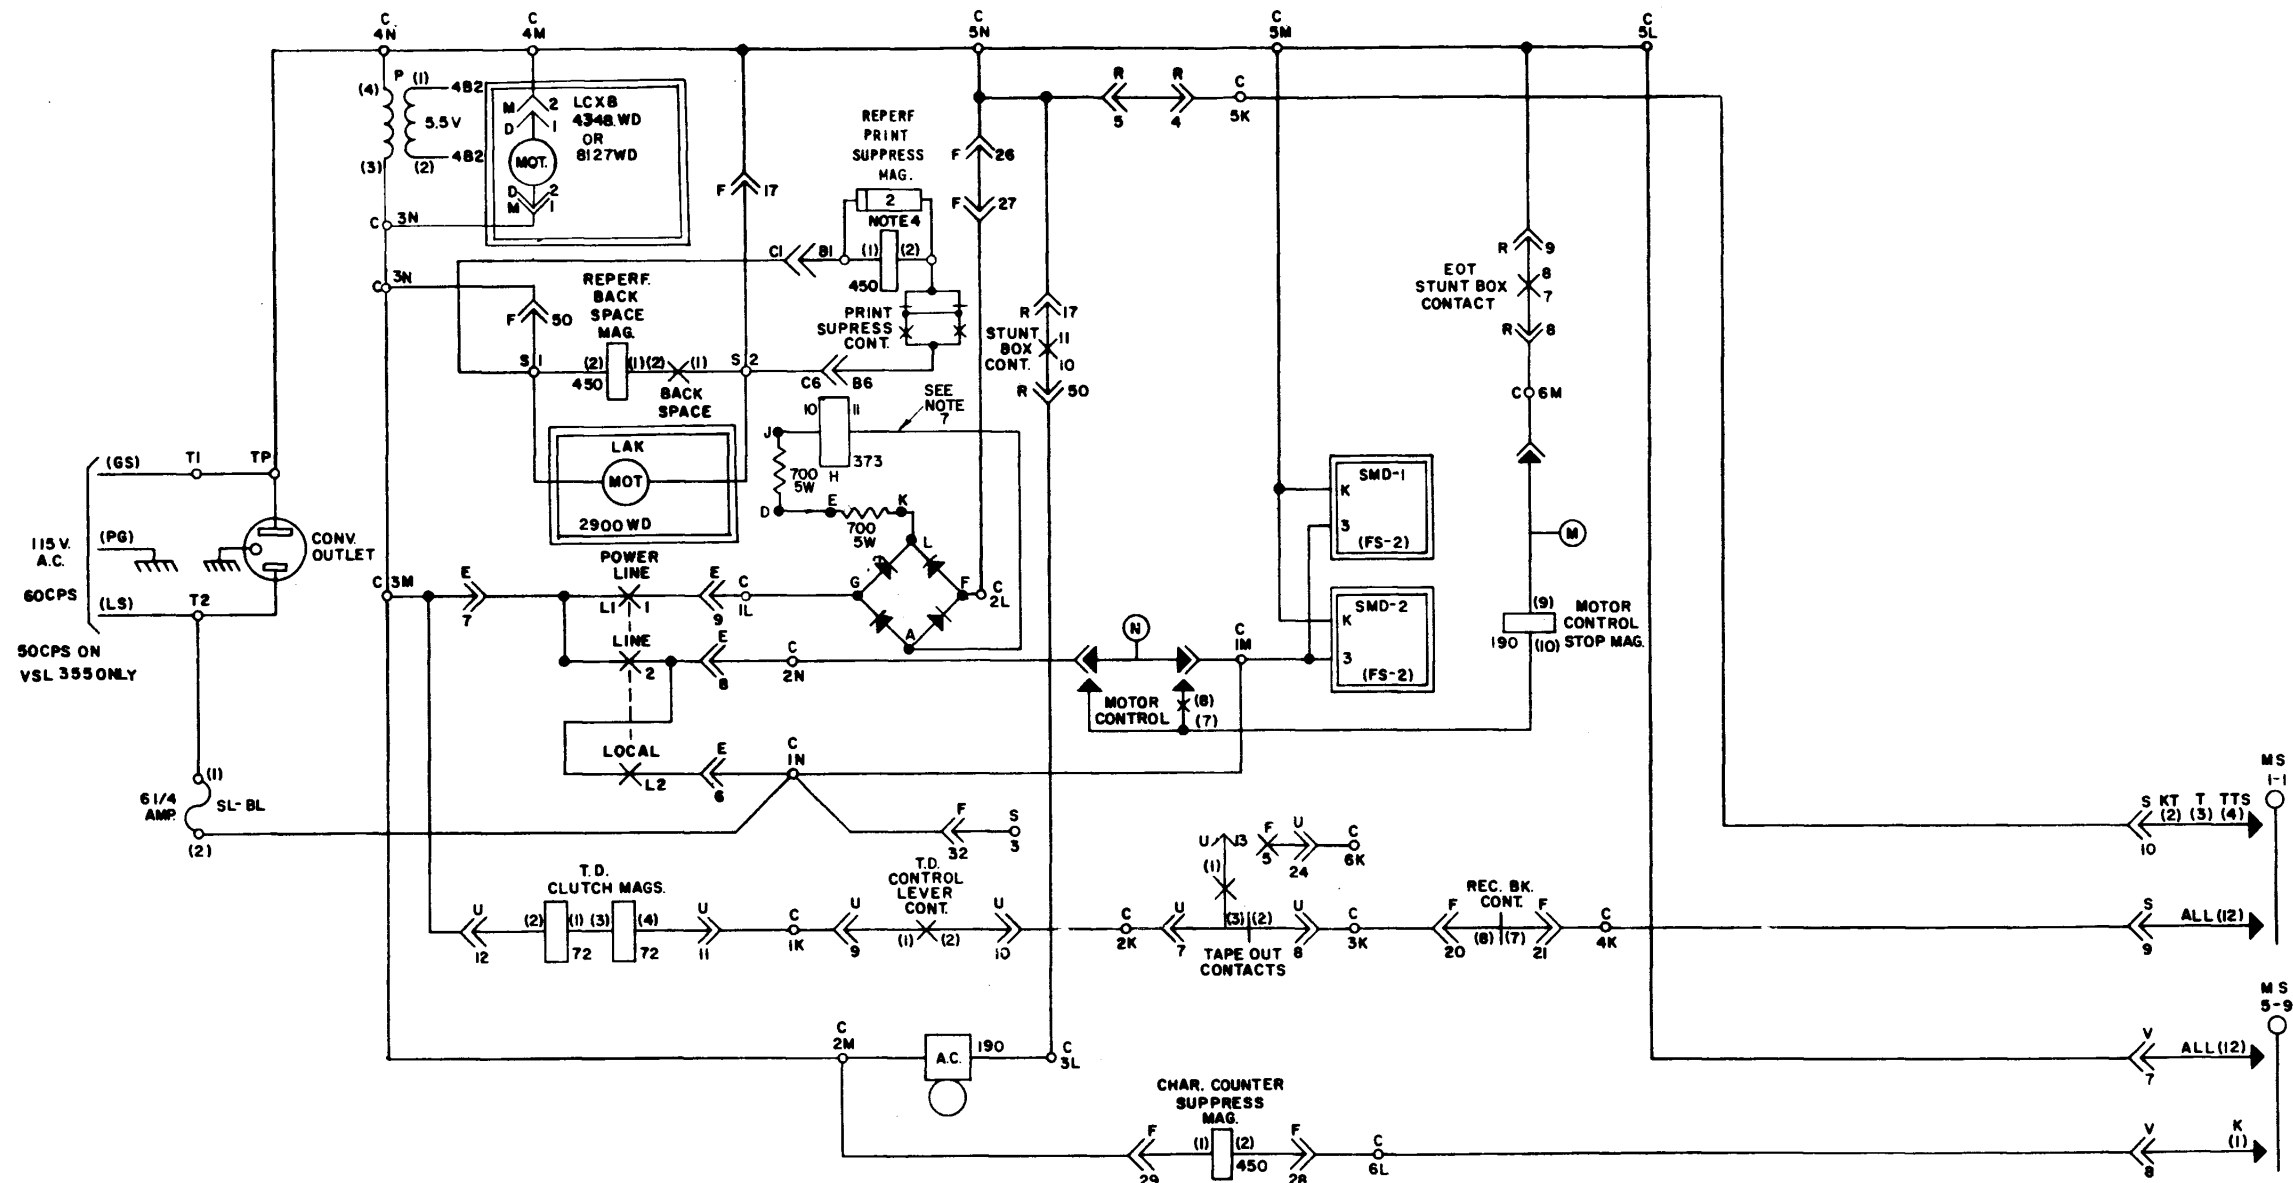 C
4N
C
4M
C
5N
C
5M
C
5L
P (1)
(4)
4B2
5.5V
4B2
(3)
(2)
M 2
D 1
MOT.
D 2
M 1
LCX8
4348.WD
OR
8127WD
C 3N
C 3N
F 17
REPERF
PRINT
SUPPRESS
MAG.
2
NOTE 4
C1 B1 (1) (2)
450
F 26
F 27
R R C
5 4 5K
PRINT
SUPRESS
CONT.
REPERF.
BACK
SPACE
MAG.
F 50
S 1 (2) (1) (2) (1) S 2
450
BACK
SPACE
C6 B6
R 17
STUNT
BOX
CONT.
11
10
R 50
SEE
NOTE
7
10 11
J
373
H
700
5W
D E K
700
5W
L
G F C
2L
A
LAK
MOT
2900WD
EOT
STUNT BOX
CONTACT
R 9
8
7
R 8
C 6M
M
(9)
190
(10)
MOTOR
CONTROL
STOP MAG.
SMD-1
K
3
(FS-2)
SMD-2
K
3
(FS-2)
(GS) T1 TP
115V.
A.C.
(PG)
CONV.
OUTLET
60CPS
(LS) T2
50CPS ON
VSL 355 ONLY
C 3M
E
7
POWER
LINE
L1 1
E
9
C
1L
LINE
2
E
8
C
2N
N
C
1M
MOTOR
CONTROL
(8)
(7)
LOCAL
L2
E
6
C
1N
(1)
6 1/4
AMP.
SL-BL
(2)
F
32
S
3
T.D.
CLUTCH MAGS.
U
12
(2) (1) (3) (4)
72 72
U
11
C
1K
U
9
T.D.
CONTROL
LEVER
CONT.
(1) (2)
U
10
C
2K
U
7
U 13
(1)
F
5
U
24
C
6K
(3) (2)
TAPE OUT
CONTACTS
U
8
C
3K
F
20
REC. BK.
CONT.
(8) (7)
F
21
C
4K
MS
1-1
S KT T TTS
(2) (3) (4)
10
S
9
ALL (12)
MS
5-9
V
7
ALL (12)
V
8
K
(1)
C
2M
A.C.
190
C
3L
CHAR. COUNTER
SUPPRESS
MAG.
F
29
(1) (2)
450
F
28
C
6L